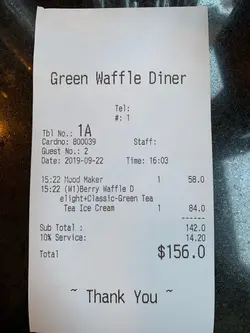 Green Waffle Diner
Tel:
#: 1
Tbl No.: 1A
Cardno: 800039 Staff:
Guest No.: 2
Date: 2019-09-22 Time: 16:03
15:22 Mood Maker 1 58.0
15:22 (W1)Berry Waffle D
elight+Classic-Green Tea
Tea Ice Cream 1 84.0
------
Sub Total : 142.0
10% Service: 14.20
Total $156.0
~ Thank You ~